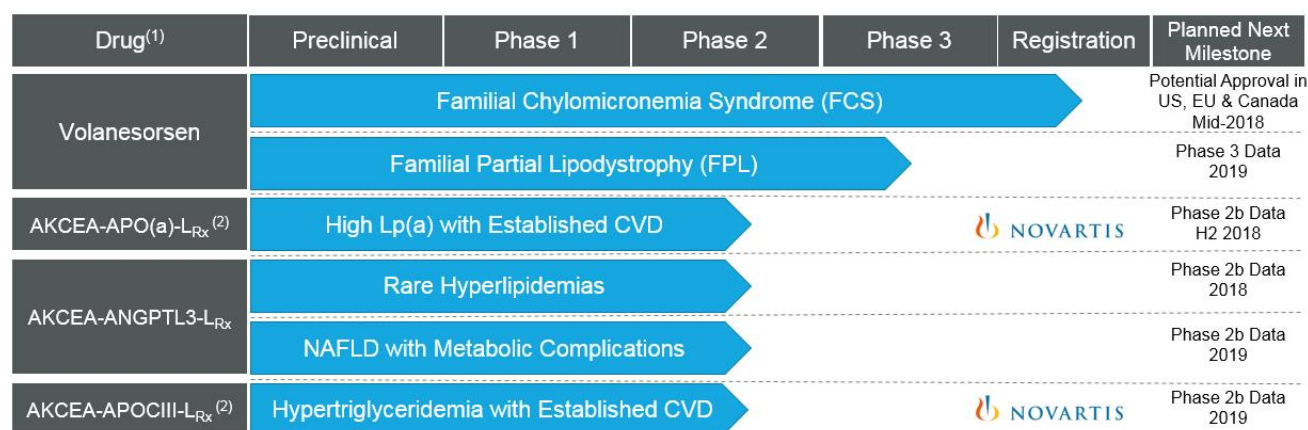 Drug(1)
Preclinical
Phase 1
Phase 2
Phase 3
Registration
Planned Next
Milestone
Volanesorsen
Familial Chylomicronemia Syndrome (FCS)
Potential Approval in
US, EU & Canada
Mid-2018
Familial Partial Lipodystrophy (FPL)
Phase 3 Data
2019
AKCEA-APO(a)-LRx (2)
High Lp(a) with Established CVD
NOVARTIS
Phase 2b Data
H2 2018
AKCEA-ANGPTL3-LRx
Rare Hyperlipidemias
Phase 2b Data
2018
NAFLD with Metabolic Complications
Phase 2b Data
2019
AKCEA-APOCIII-LRx (2)
Hypertriglyceridemia with Established CVD
NOVARTIS
Phase 2b Data
2019